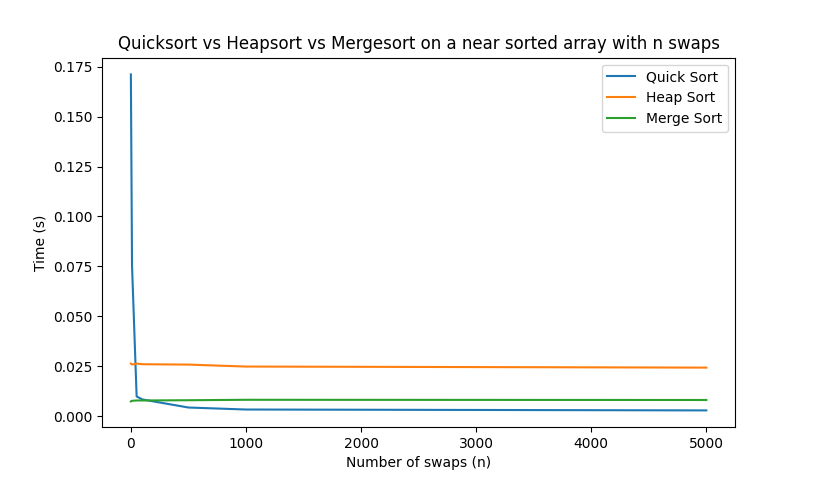 Quicksort vs Heapsort vs Mergesort on a near sorted array with n swaps
Quick Sort
Heap Sort
Merge Sort
Time (s)
0.175
0.150
0.125
0.100
0.075
0.050
0.025
0.000
0 1000 2000 3000 4000 5000
Number of swaps (n)